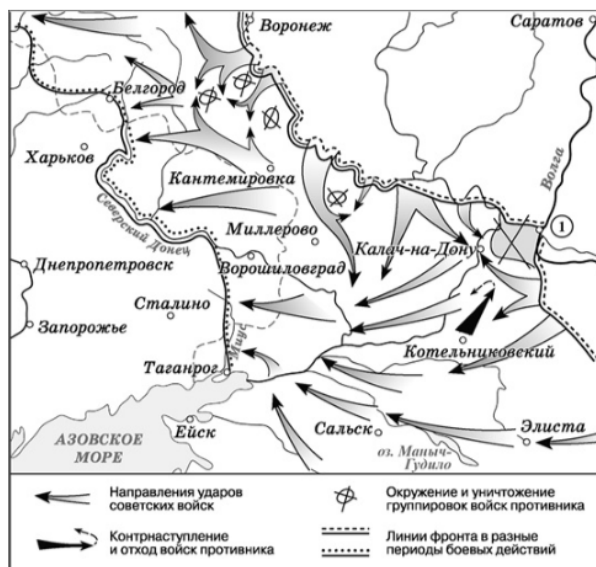 Воронеж
Саратов
Белгород
Волга
Харьков
Кантемировка
Северский Донец
Миллерово
1
Калач-на-Дону
Днепропетровск
Ворошиловград
Сталино
Запорожье
Миус
Котельниковский
Таганрог
АЗОВСКОЕ
МОРЕ
Ейск
Сальск
Элиста
оз. Маныч-
Гудило
Направления ударов
советских войск
Окружение и уничтожение
группировок войск противника
Контрнаступление
и отход войск противника
Линии фронта в разные
периоды боевых действий